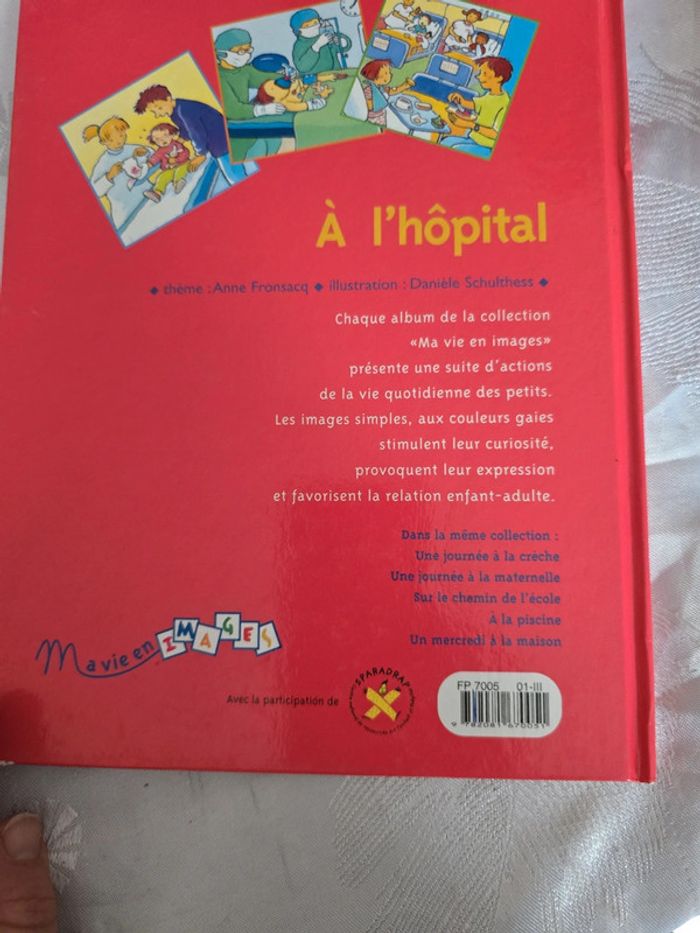 À l'hôpital
◆ thème : Anne Fronsacq ◆ illustration : Danièle Schulthess ◆
Chaque album de la collection
«Ma vie en images»
présente une suite d'actions
de la vie quotidienne des petits.
Les images simples, aux couleurs gaies
stimulent leur curiosité,
provoquent leur expression
et favorisent la relation enfant-adulte.
Dans la même collection :
Une journée à la crèche
Une journée à la maternelle
Sur le chemin de l'école
À la piscine
Un mercredi à la maison
Ma vie en IMAGES
Avec la participation de
SPARADRAP
FP 7005 01-III
9 782081 670051